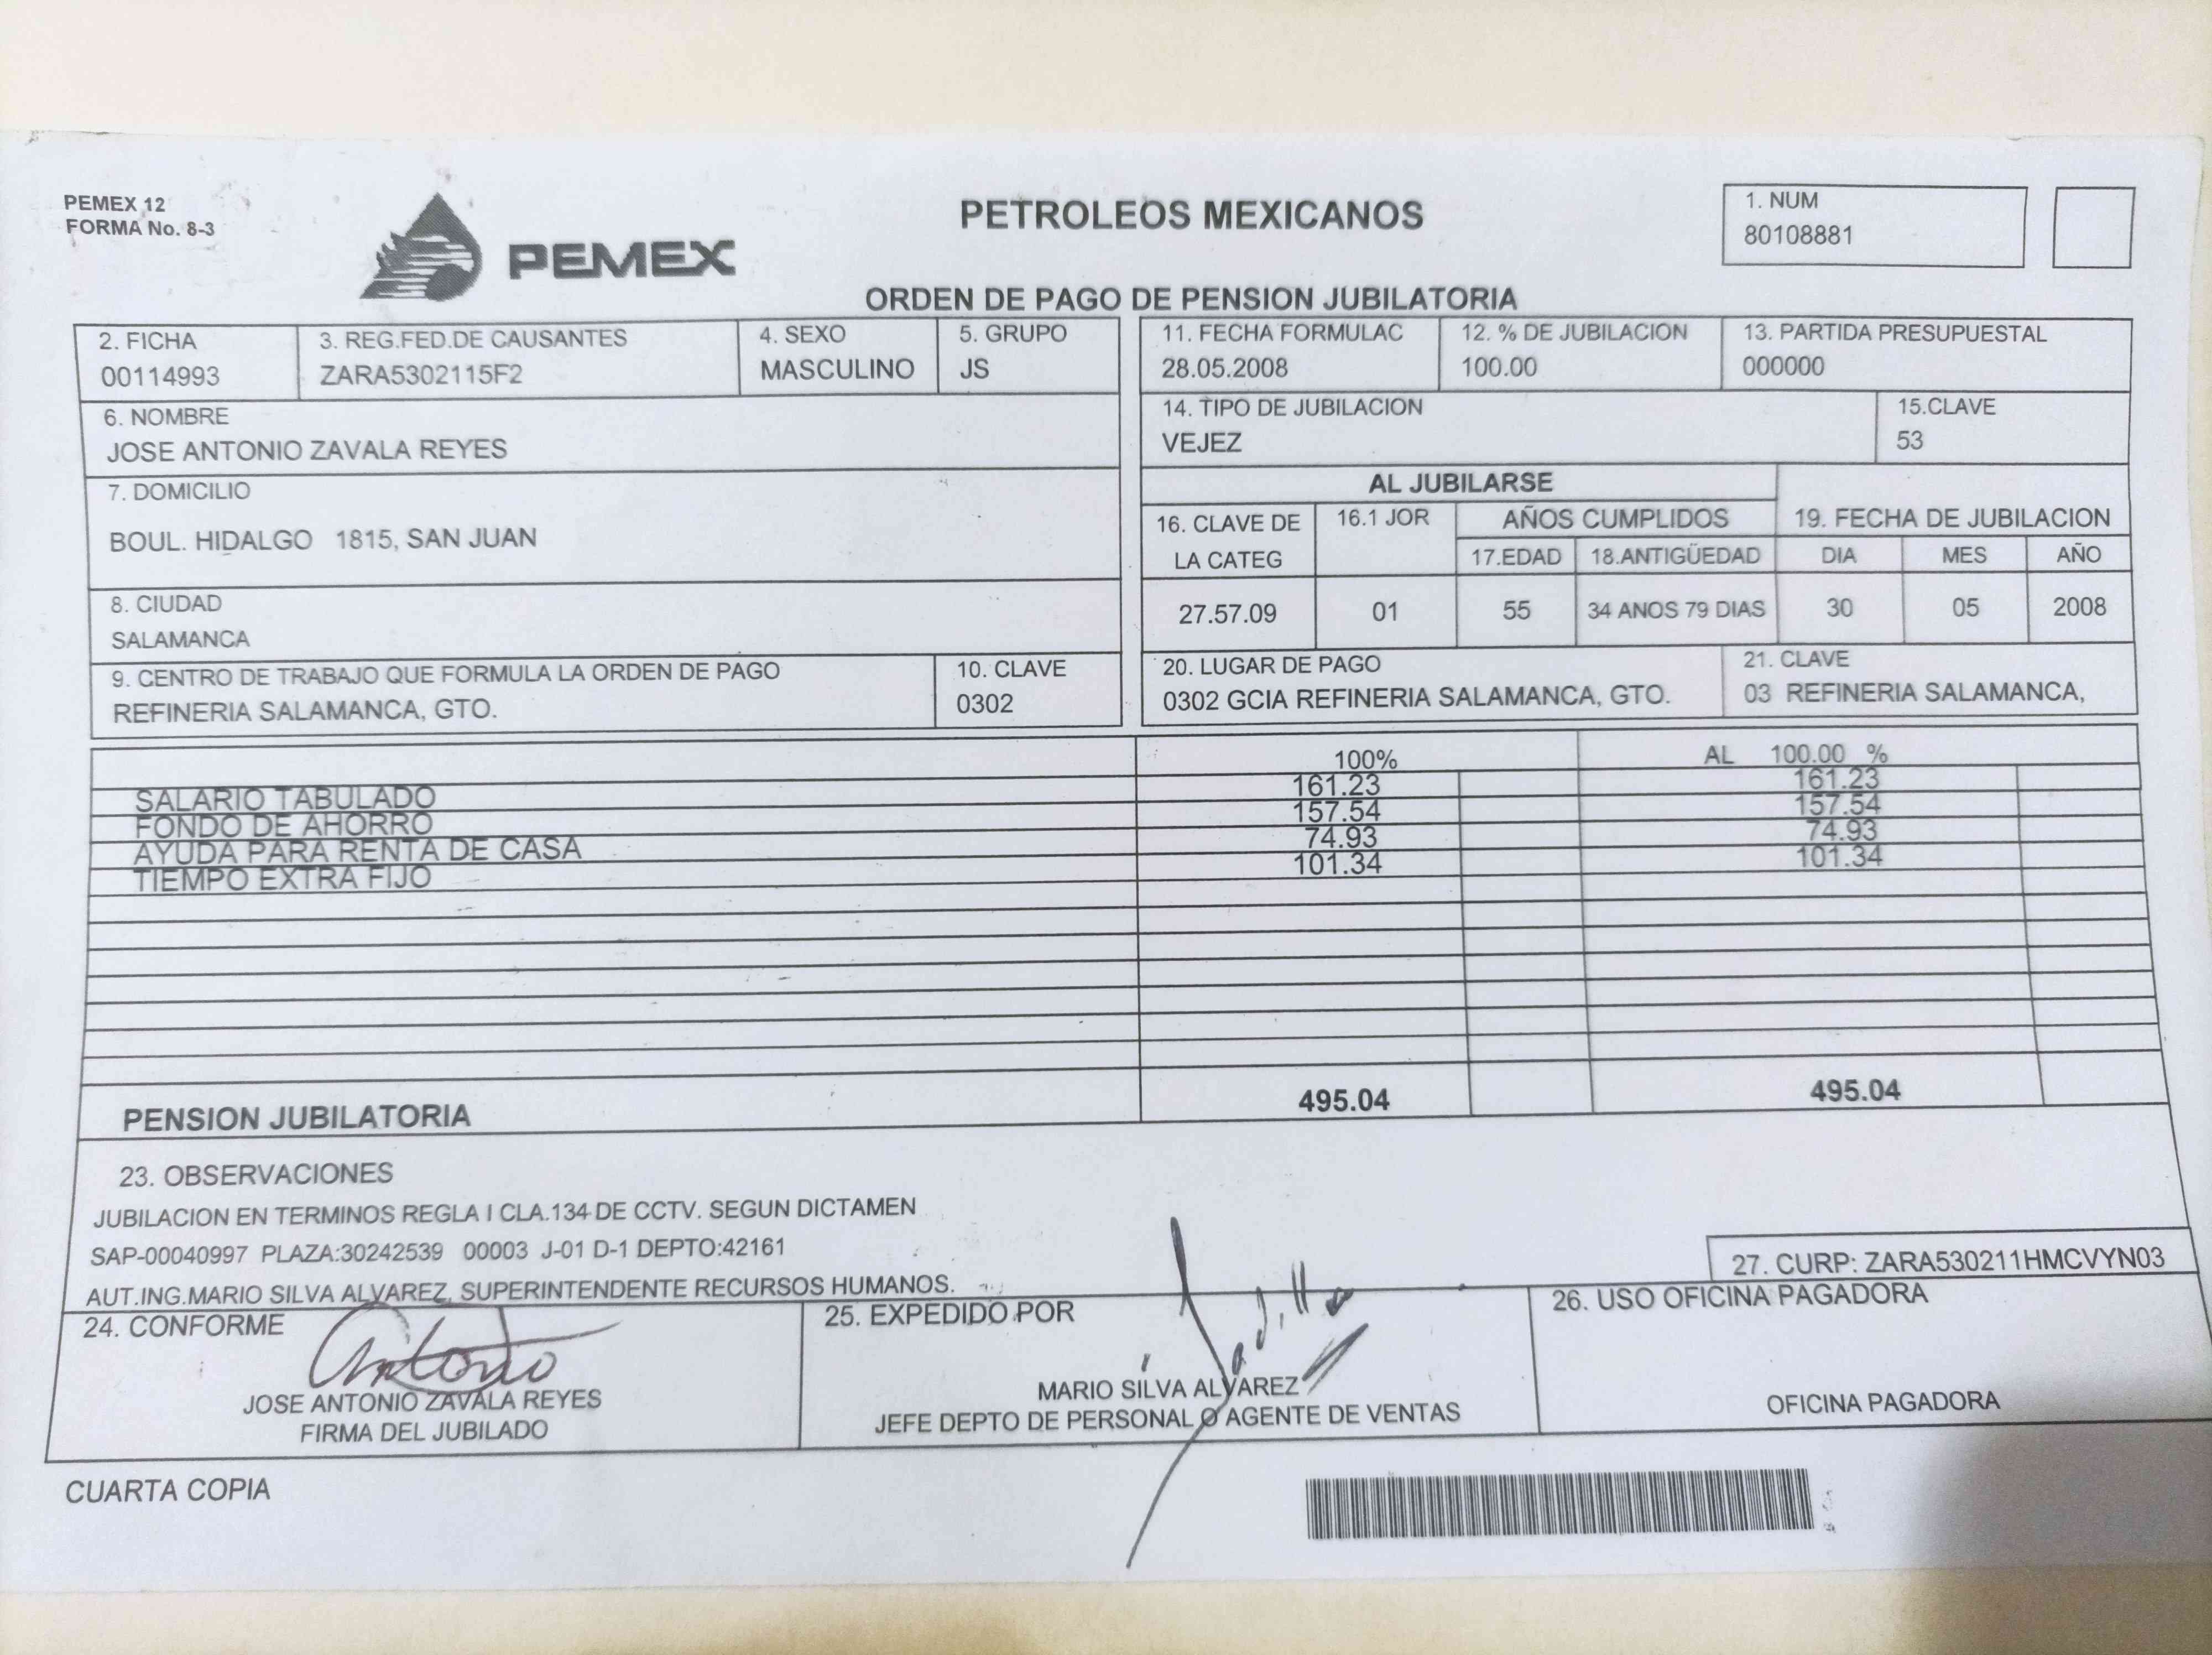 PEMEX 12
FORMA No. 8-3
PEMEX
PETROLEOS MEXICANOS
ORDEN DE PAGO DE PENSION JUBILATORIA
1. NUM
80108881
2. FICHA
00114993
3. REG.FED.DE CAUSANTES
ZARA5302115F2
4. SEXO
MASCULINO
5. GRUPO
JS
6. NOMBRE
JOSE ANTONIO ZAVALA REYES
7. DOMICILIO
BOUL. HIDALGO 1815, SAN JUAN
8. CIUDAD
SALAMANCA
9. CENTRO DE TRABAJO QUE FORMULA LA ORDEN DE PAGO
REFINERIA SALAMANCA, GTO.
10. CLAVE
0302
11. FECHA FORMULAC
28.05.2008
12. % DE JUBILACION
100.00
13. PARTIDA PRESUPUESTAL
000000
14. TIPO DE JUBILACION
VEJEZ
15.CLAVE
53
AL JUBILARSE
16. CLAVE DE
LA CATEG
27.57.09
16.1 JOR
01
AÑOS CUMPLIDOS
17.EDAD
55
18.ANTIGÜEDAD
34 ANOS 79 DIAS
19. FECHA DE JUBILACION
DIA MES AÑO
30 05 2008
20. LUGAR DE PAGO
0302 GCIA REFINERIA SALAMANCA, GTO.
21. CLAVE
03 REFINERIA SALAMANCA,
100% AL 100.00 %
SALARIO TABULADO 161.23 161.23
FONDO DE AHORRO 157.54 157.54
AYUDA PARA RENTA DE CASA 74.93 74.93
TIEMPO EXTRA FIJO 101.34 101.34
PENSION JUBILATORIA 495.04 495.04
23. OBSERVACIONES
JUBILACION EN TERMINOS REGLA I CLA.134 DE CCTV. SEGUN DICTAMEN
SAP-00040997 PLAZA:30242539 00003 J-01 D-1 DEPTO:42161
AUT.ING.MARIO SILVA ALVAREZ, SUPERINTENDENTE RECURSOS HUMANOS.
27. CURP: ZARA530211HMCVYN03
24. CONFORME
Antonio
JOSE ANTONIO ZAVALA REYES
FIRMA DEL JUBILADO
25. EXPEDIDO POR
MARIO SILVA ALVAREZ
JEFE DEPTO DE PERSONAL O AGENTE DE VENTAS
26. USO OFICINA PAGADORA
OFICINA PAGADORA
CUARTA COPIA